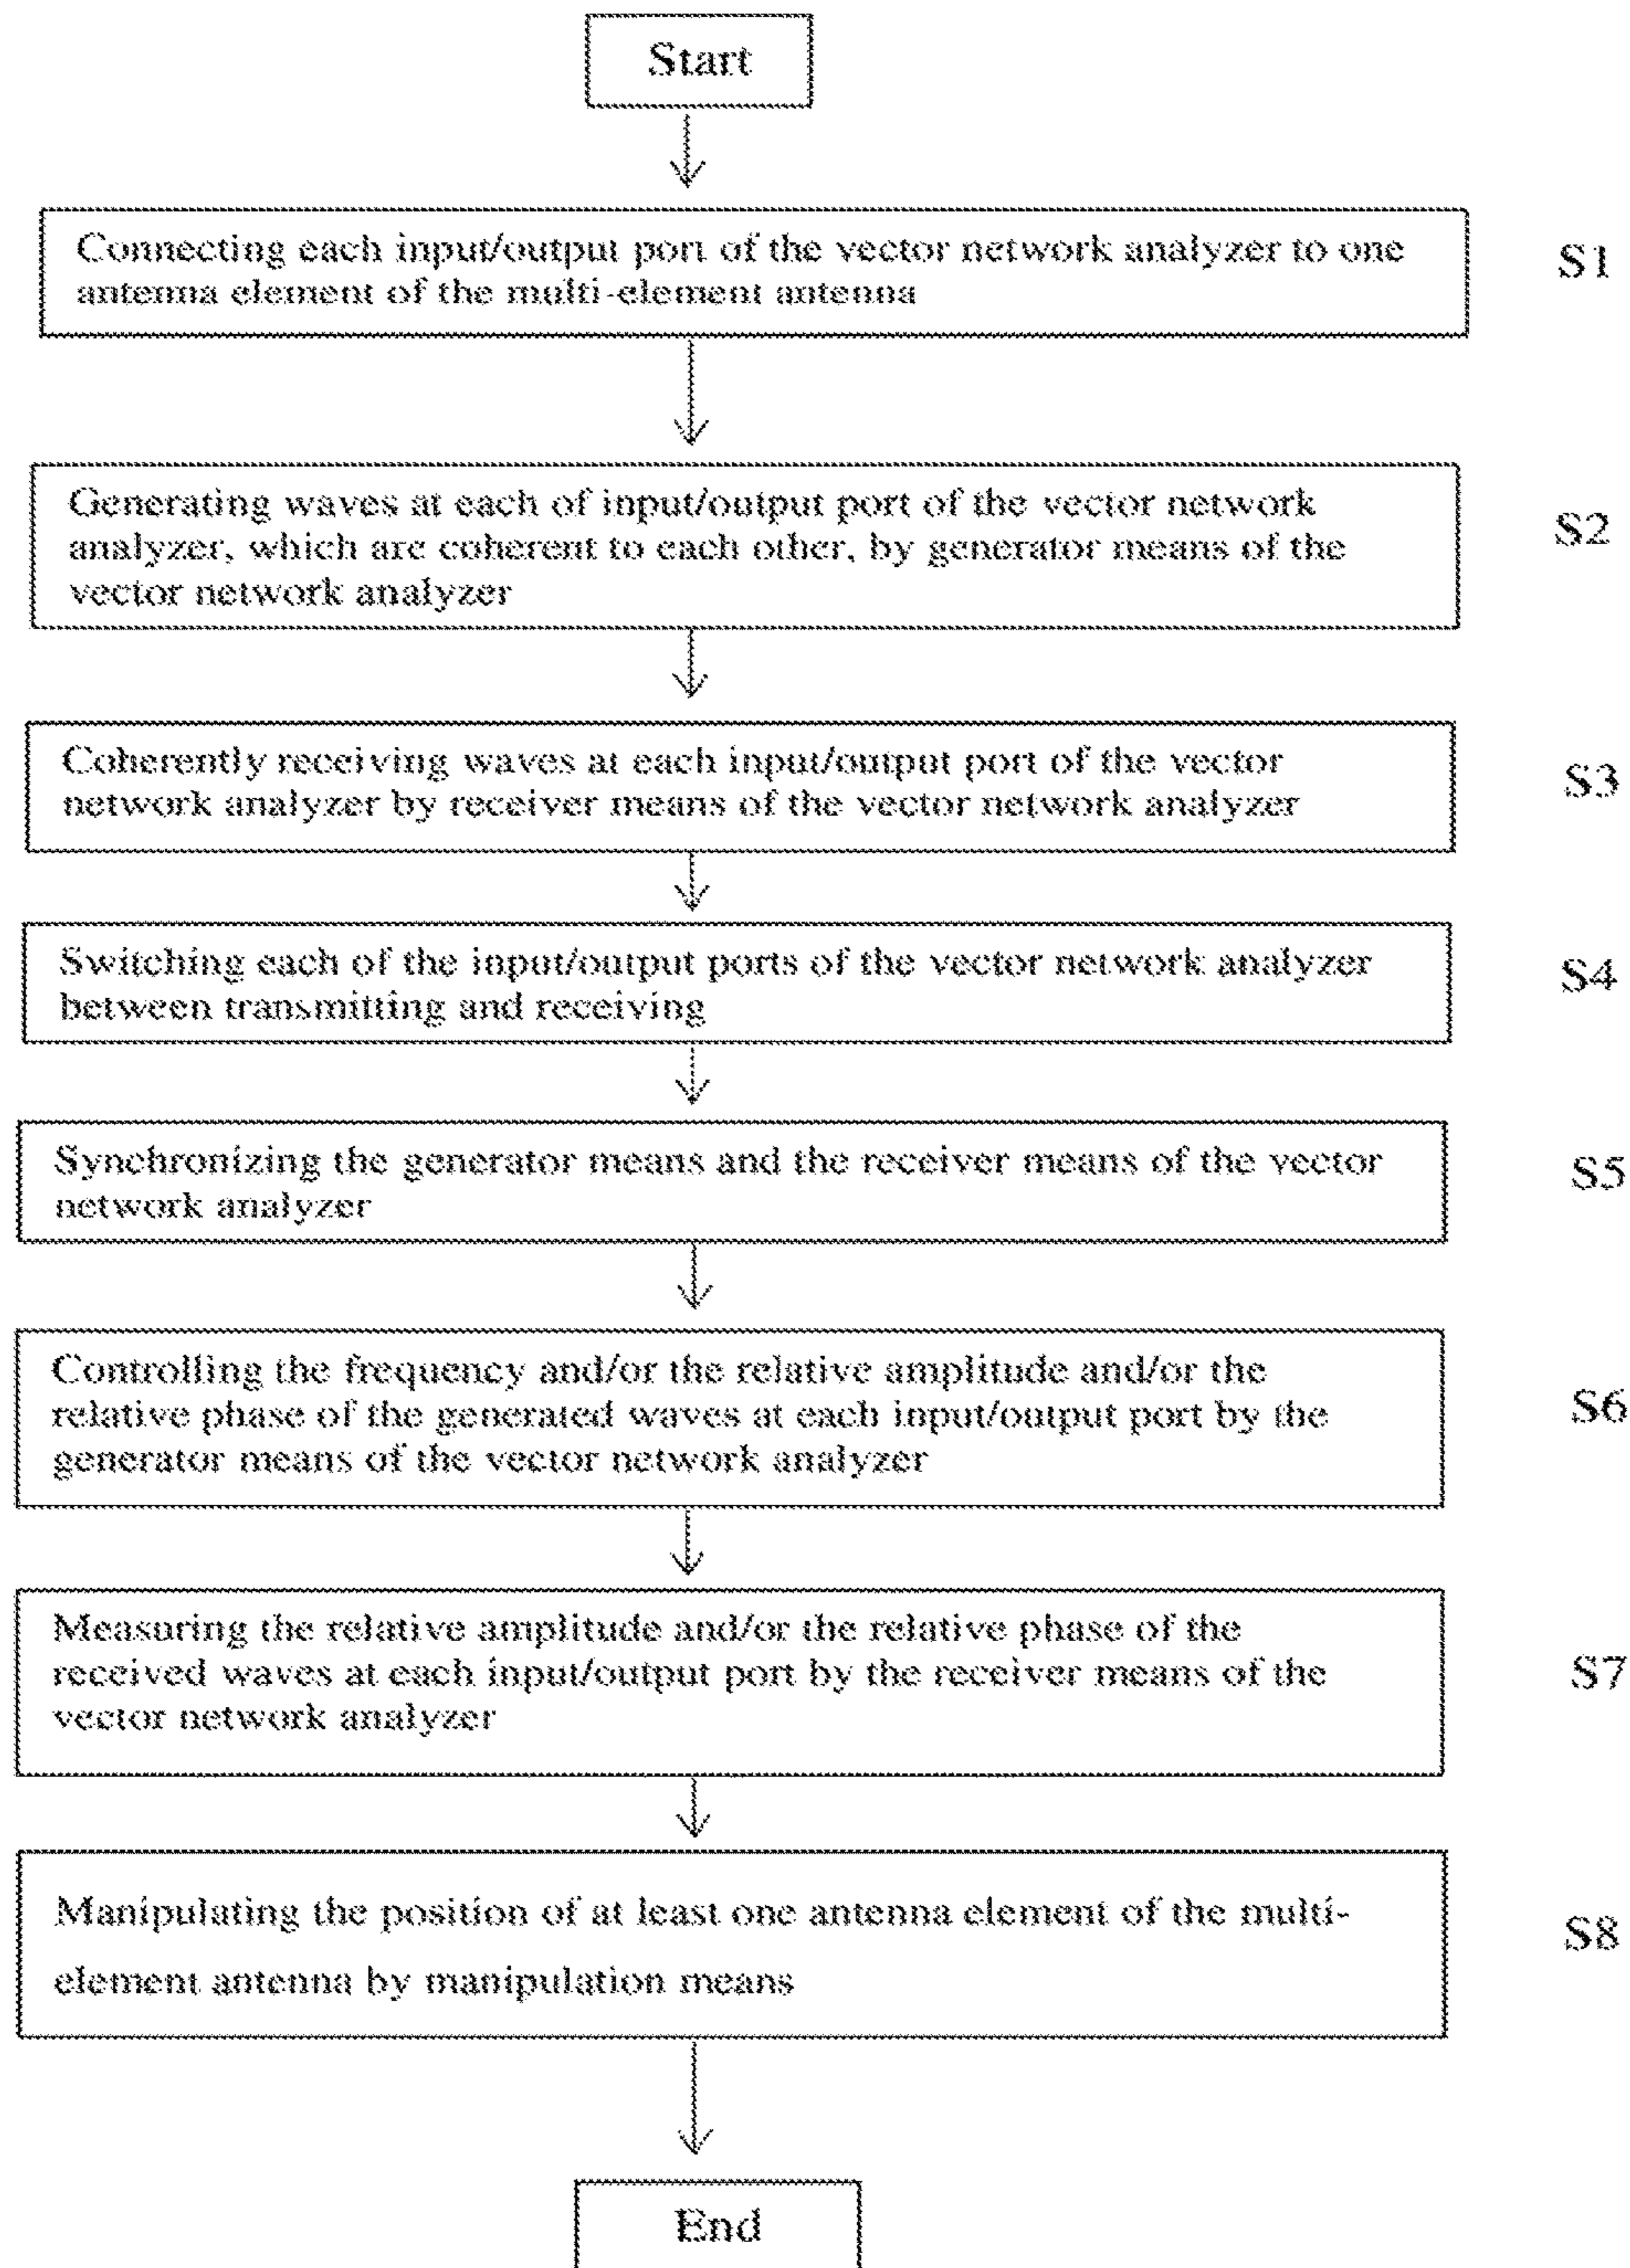 Start
Connecting each input/output port of the vector network analyzer to one
antenna element of the multi-element antenna
S1
Generating waves at each of input/output port of the vector network
analyzer, which are coherent to each other, by generator means of the
vector network analyzer
S2
Coherently receiving waves at each input/output port of the vector
network analyzer by receiver means of the vector network analyzer
S3
Switching each of the input/output ports of the vector network analyzer
between transmitting and receiving
S4
Synchronizing the generator means and the receiver means of the vector
network analyzer
S5
Controlling the frequency and/or the relative amplitude and/or the
relative phase of the generated waves at each input/output port by the
generator means of the vector network analyzer
S6
Measuring the relative amplitude and/or the relative phase of the
received waves at each input/output port by the receiver means of the
vector network analyzer
S7
Manipulating the position of at least one antenna element of the multi-
element antenna by manipulation means
S8
End